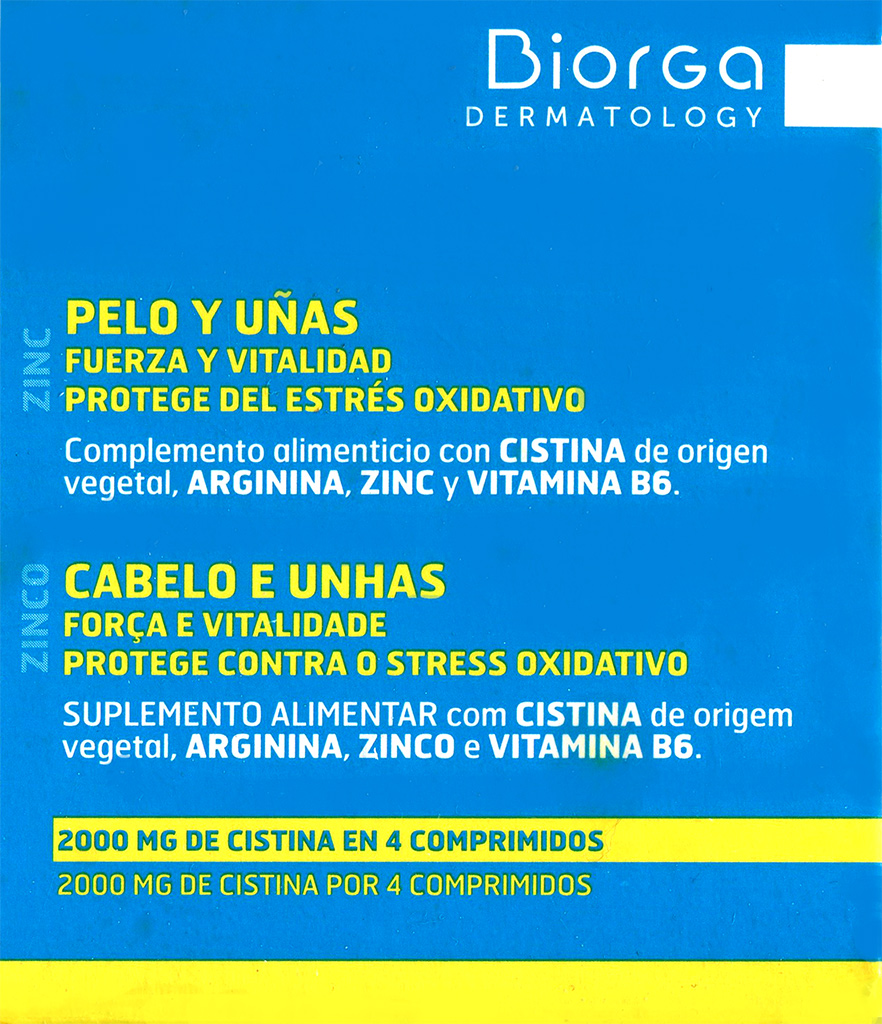 Biorga
DERMATOLOGY
ZINC
PELO Y UÑAS
FUERZA Y VITALIDAD
PROTEGE DEL ESTRÉS OXIDATIVO
Complemento alimenticio con CISTINA de origen
vegetal, ARGININA, ZINC y VITAMINA B6.
ZINCO
CABELO E UNHAS
FORÇA E VITALIDADE
PROTEGE CONTRA O STRESS OXIDATIVO
SUPLEMENTO ALIMENTAR com CISTINA de origem
vegetal, ARGININA, ZINCO e VITAMINA B6.
2000 MG DE CISTINA EN 4 COMPRIMIDOS
2000 MG DE CISTINA POR 4 COMPRIMIDOS